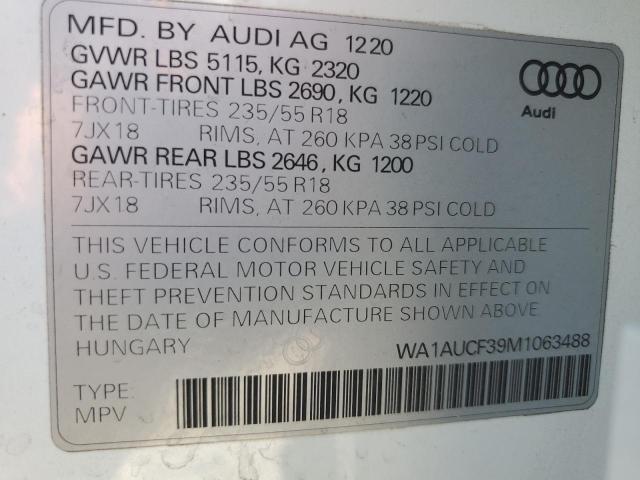 MFD. BY AUDI AG 1220
GVWR LBS 5115, KG 2320
GAWR FRONT LBS 2690, KG 1220
FRONT-TIRES 235/55 R18
7JX18 RIMS, AT 260 KPA 38 PSI COLD
GAWR REAR LBS 2646, KG 1200
REAR-TIRES 235/55 R18
7JX18 RIMS, AT 260 KPA 38 PSI COLD
Audi
THIS VEHICLE CONFORMS TO ALL APPLICABLE
U.S. FEDERAL MOTOR VEHICLE SAFETY AND
THEFT PREVENTION STANDARDS IN EFFECT ON
THE DATE OF MANUFACTURE SHOWN ABOVE.
HUNGARY WA1AUCF39M1063488
TYPE:
MPV